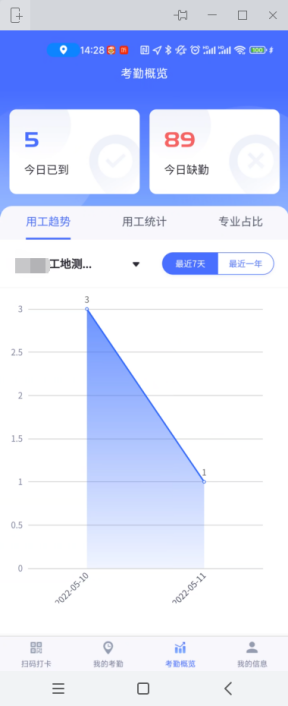 14:28
考勤概览
5
今日已到
89
今日缺勤
用工趋势
用工统计
专业占比
工地测...
最近7天
最近一年
3
3
2.5
2
1.5
1
1
0.5
0
2022-05-10
2022-05-11
扫码打卡
我的考勤
考勤概览
我的信息